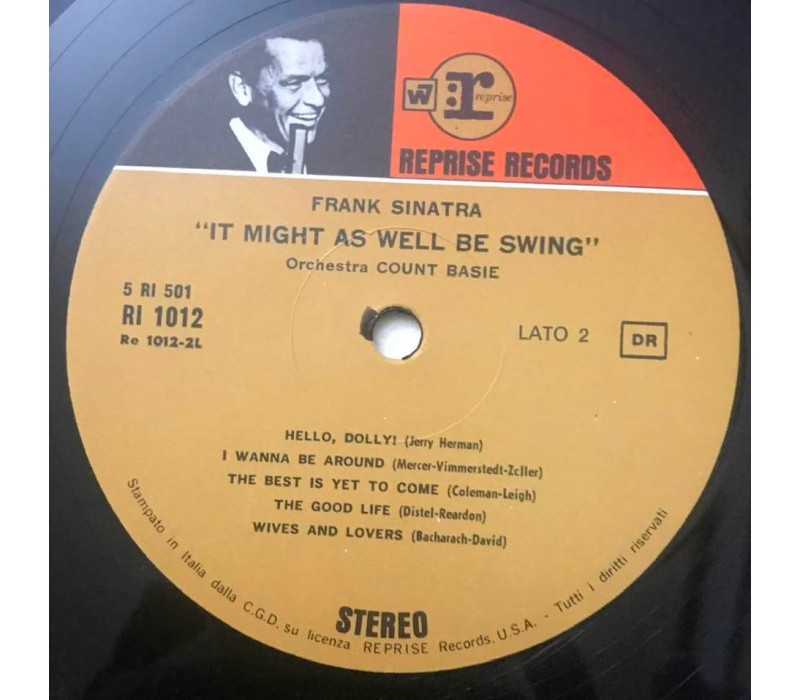 W7 :r reprise
REPRISE RECORDS
FRANK SINATRA
"IT MIGHT AS WELL BE SWING"
Orchestra COUNT BASIE
5 RI 501
RI 1012
Re 1012-2L
LATO 2
DR
HELLO, DOLLY! (Jerry Herman)
I WANNA BE AROUND (Mercer-Vimmerstedt-Zeller)
THE BEST IS YET TO COME (Coleman-Leigh)
THE GOOD LIFE (Distel-Reardon)
WIVES AND LOVERS (Bacharach-David)
STEREO
Stampato in Italia dalla C.G.D. su licenza REPRISE Records, U.S.A. - Tutti i diritti riservati